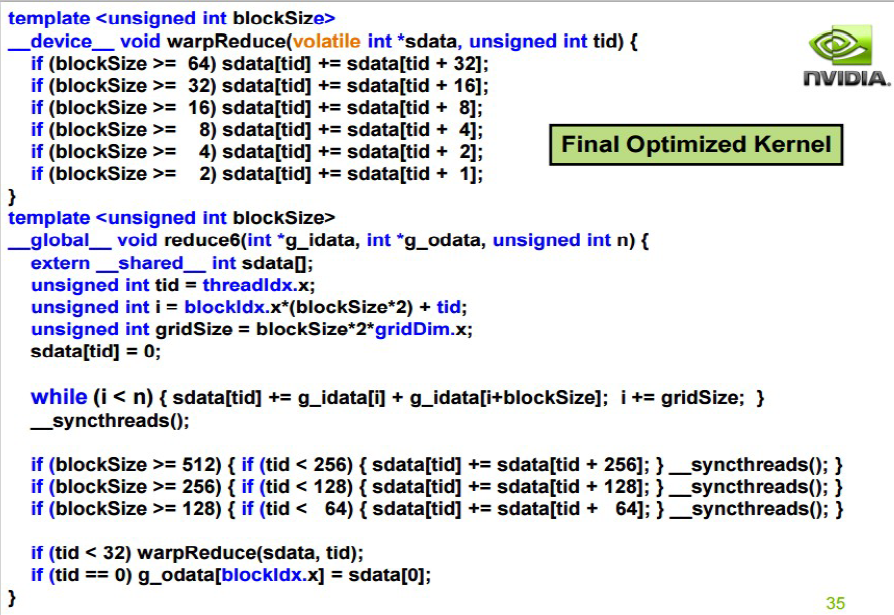 template <unsigned int blockSize>
__device__ void warpReduce(volatile int *sdata, unsigned int tid) {
if (blockSize >= 64) sdata[tid] += sdata[tid + 32];
if (blockSize >= 32) sdata[tid] += sdata[tid + 16];
if (blockSize >= 16) sdata[tid] += sdata[tid + 8];
if (blockSize >= 8) sdata[tid] += sdata[tid + 4];
if (blockSize >= 4) sdata[tid] += sdata[tid + 2];
if (blockSize >= 2) sdata[tid] += sdata[tid + 1];
}
NVIDIA.
Final Optimized Kernel
template <unsigned int blockSize>
__global__ void reduce6(int *g_idata, int *g_odata, unsigned int n) {
extern __shared__ int sdata[];
unsigned int tid = threadIdx.x;
unsigned int i = blockIdx.x*(blockSize*2) + tid;
unsigned int gridSize = blockSize*2*gridDim.x;
sdata[tid] = 0;
while (i < n) { sdata[tid] += g_idata[i] + g_idata[i+blockSize]; i += gridSize; }
__syncthreads();
if (blockSize >= 512) { if (tid < 256) { sdata[tid] += sdata[tid + 256]; } __syncthreads(); }
if (blockSize >= 256) { if (tid < 128) { sdata[tid] += sdata[tid + 128]; } __syncthreads(); }
if (blockSize >= 128) { if (tid < 64) { sdata[tid] += sdata[tid + 64]; } __syncthreads(); }
if (tid < 32) warpReduce(sdata, tid);
if (tid == 0) g_odata[blockIdx.x] = sdata[0];
}
35